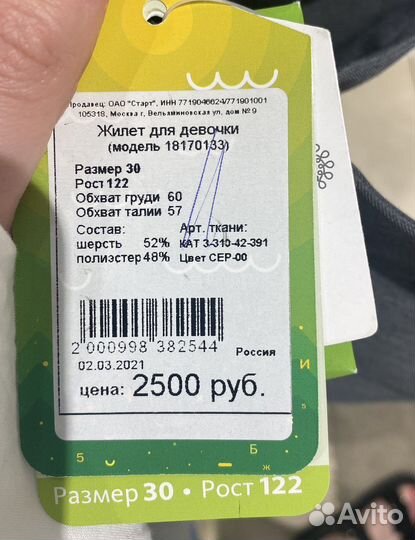 Продавец: ОАО "Старт", ИНН 7719046624/771901001
105318, Москва г, Вельяминовская ул, дом № 9
Жилет для девочки
(модель 18170133)
Размер 30
Рост 122
Обхват груди 60
Обхват талии 57
Состав: Арт. ткани:
шерсть 52% КАТ 3-310-42-391
полиэстер 48% Цвет СЕР-00
2 000998 382544
Россия
02.03.2021
цена: 2500 руб.
И
5 Б
ж
Размер 30 • Рост 122
Avito